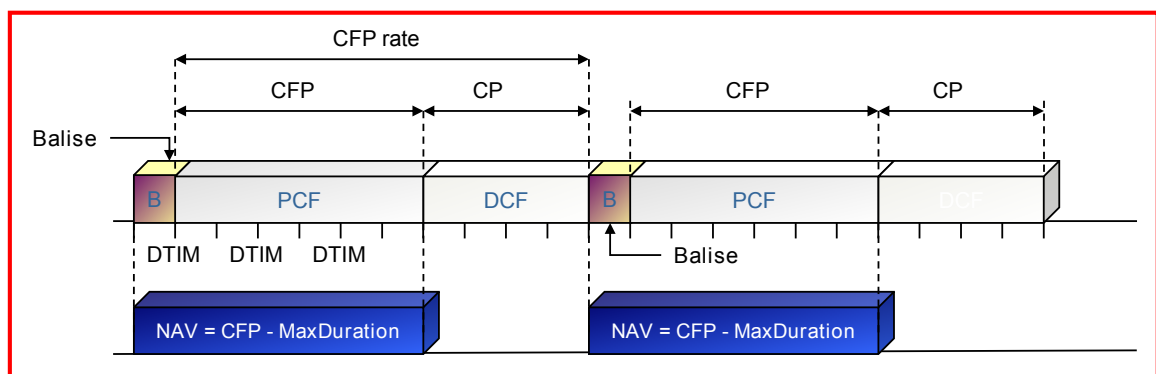 CFP rate
CFP CP CFP CP
Balise
B PCF DCF B PCF DCF
DTIM DTIM DTIM Balise
NAV = CFP - MaxDuration NAV = CFP - MaxDuration